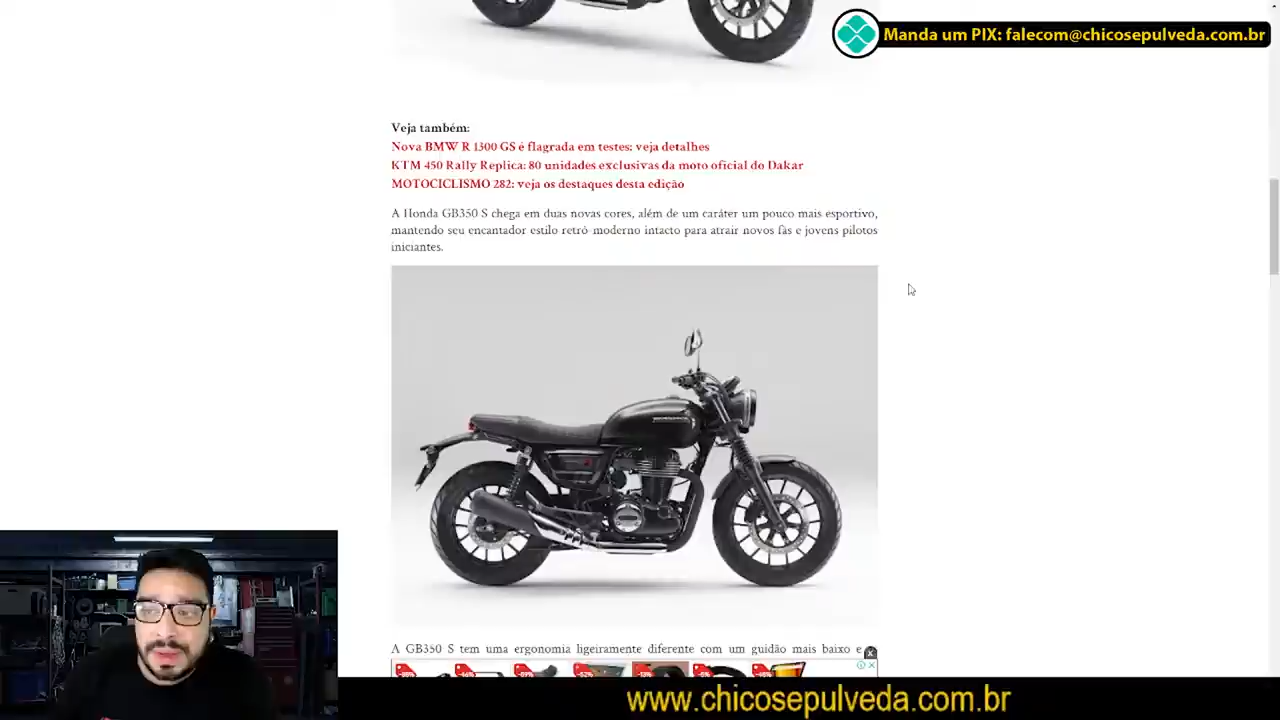 Manda um PIX: falecom@chicosepulveda.com.br
Veja também:
Nova BMW R 1300 GS é flagrada em testes: veja detalhes
KTM 450 Rally Replica: 80 unidades exclusivas da moto oficial do Dakar
MOTOCICLISMO 282: veja os destaques desta edição
A Honda GB350 S chega em duas novas cores, além de um caráter um pouco mais esportivo,
mantendo seu encantador estilo retrô-moderno intacto para atrair novos fãs e jovens pilotos
iniciantes.
A GB350 S tem uma ergonomia ligeiramente diferente com um guidão mais baixo e
www.chicosepulveda.com.br